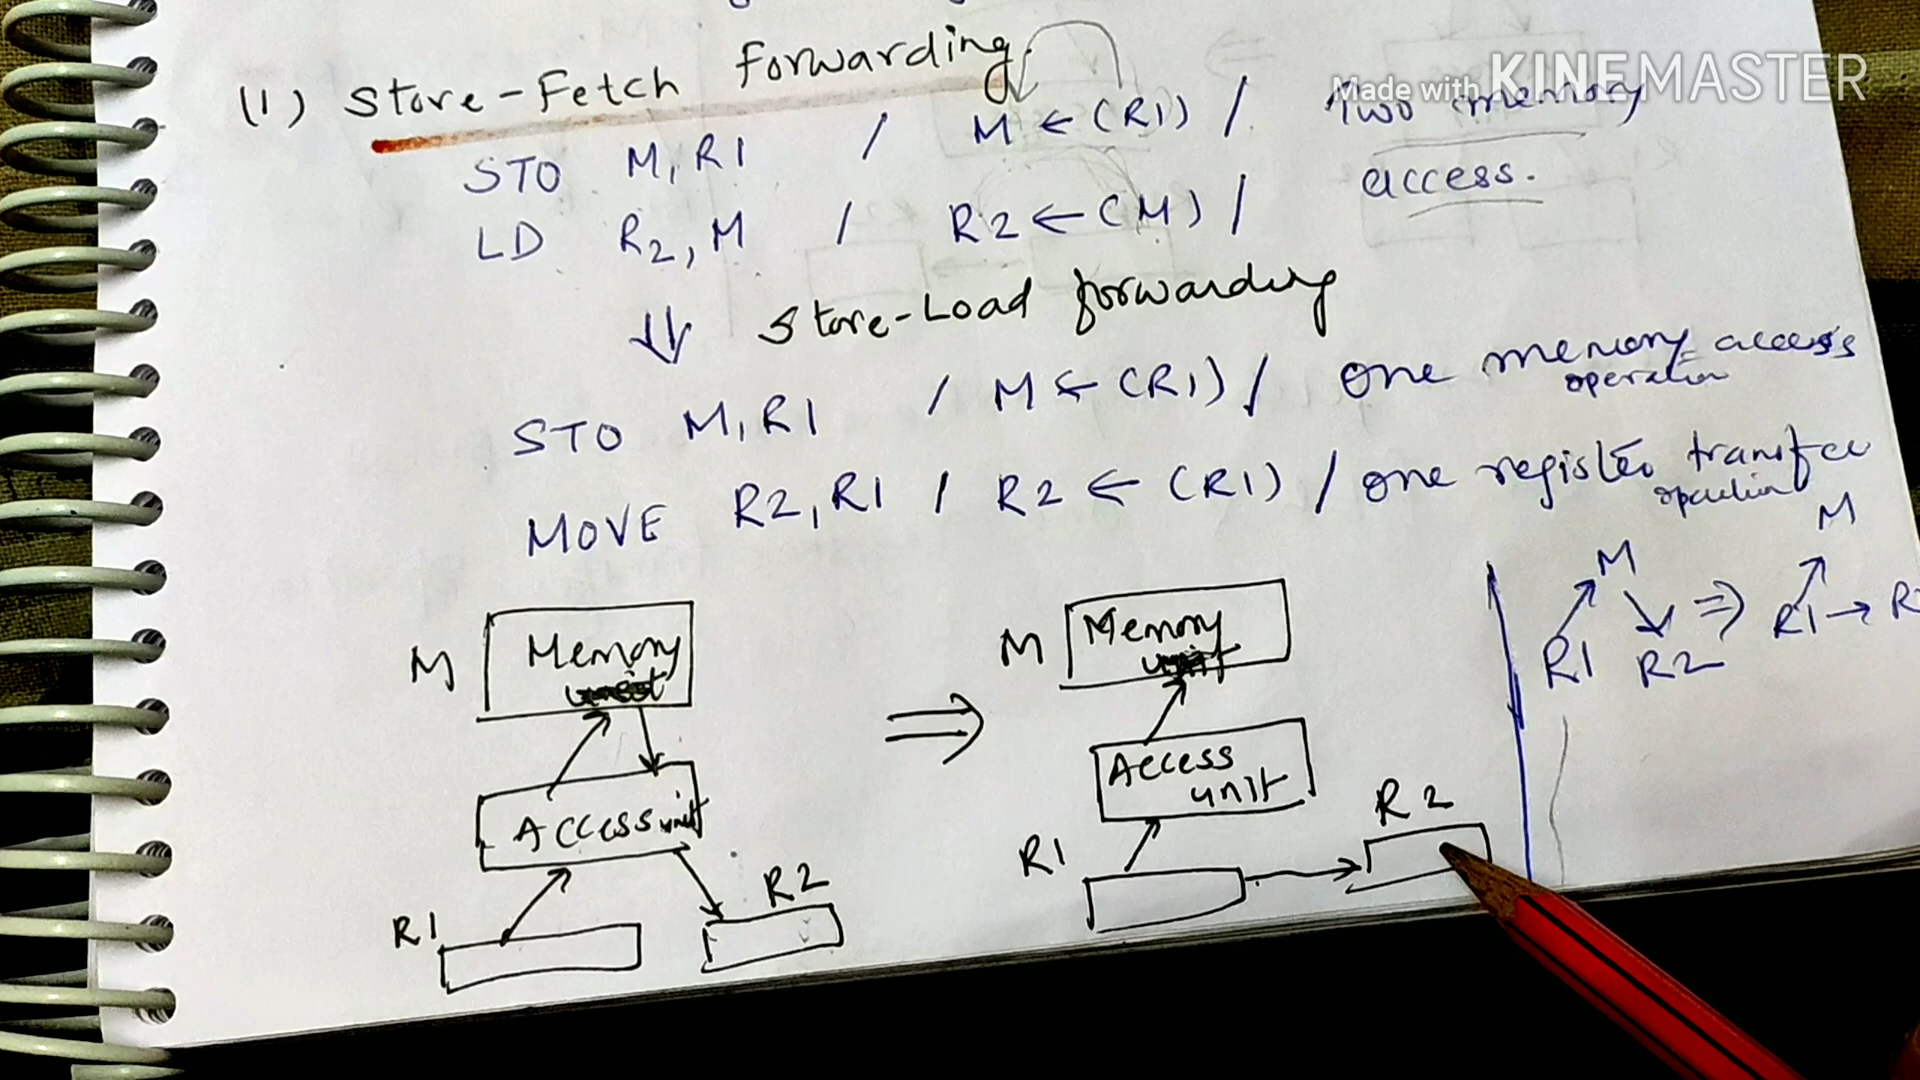 (1) Store-Fetch Forwarding
Made with KINEMASTER
STO M, R1 / M ← (R1) / Two memory
access.
LD R2, M / R2 ← (M) /
⇓ Store-Load forwarding
STO M, R1 / M ← (R1) / one memory access
operation
MOVE R2, R1 / R2 ← (R1) / one register transfer
operation
M Memory
Access unit
R1 R2
⇒
M Memory
unit
Access
unit
R1 R2
M
R1 R2
⇒
M
R1 → R